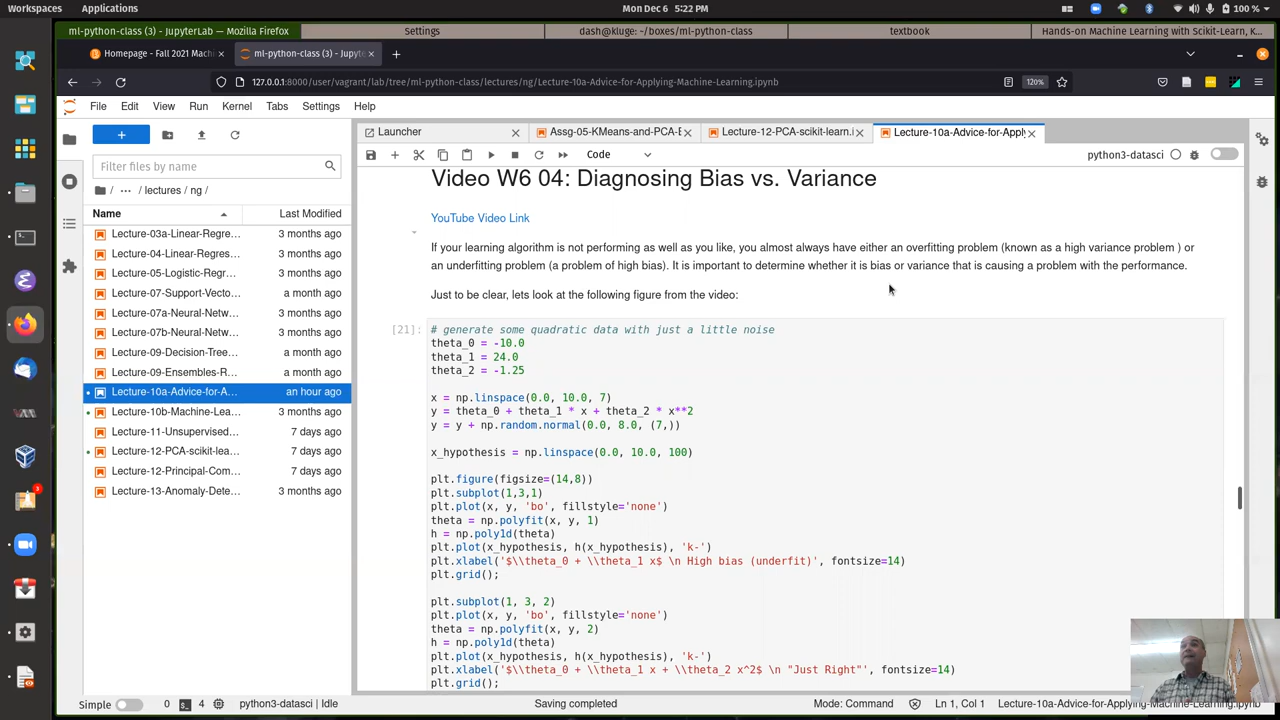 Workspaces Applications Mon Dec 6 5:22 PM 100 %
ml-python-class (3) - JupyterLab — Mozilla Firefox Settings dash@kluge: ~/boxes/ml-python-class textbook Hands-on Machine Learning with Scikit-Learn, K
Homepage - Fall 2021 Mach ml-python-class (3) - Jupyte
127.0.0.1:8000/user/vagrant/lab/tree/ml-python-class/lectures/ng/Lecture-10a-Advice-for-Applying-Machine-Learning.ipynb 120%
File Edit View Run Kernel Tabs Settings Help
Launcher Assg-05-KMeans-and-PCA-E Lecture-12-PCA-scikit-learn.i Lecture-10a-Advice-for-Apply
Code python3-datasci
Filter files by name
/ ... / lectures / ng /
Name Last Modified
Lecture-03a-Linear-Regre... 3 months ago
Lecture-04-Linear-Regres... 3 months ago
Lecture-05-Logistic-Regr... 3 months ago
Lecture-07-Support-Vecto... a month ago
Lecture-07a-Neural-Netw... 3 months ago
Lecture-07b-Neural-Netw... 3 months ago
Lecture-09-Decision-Tree... a month ago
Lecture-09-Ensembles-R... a month ago
Lecture-10a-Advice-for-A... an hour ago
Lecture-10b-Machine-Lea... 3 months ago
Lecture-11-Unsupervised... 7 days ago
Lecture-12-PCA-scikit-lea... 7 days ago
Lecture-12-Principal-Com... 7 days ago
Lecture-13-Anomaly-Dete... 3 months ago
Video W6 04: Diagnosing Bias vs. Variance
YouTube Video Link
If your learning algorithm is not performing as well as you like, you almost always have either an overfitting problem (known as a high variance problem ) or
an underfitting problem (a problem of high bias). It is important to determine whether it is bias or variance that is causing a problem with the performance.
Just to be clear, lets look at the following figure from the video:
[21]: # generate some quadratic data with just a little noise
theta_0 = -10.0
theta_1 = 24.0
theta_2 = -1.25
x = np.linspace(0.0, 10.0, 7)
y = theta_0 + theta_1 * x + theta_2 * x**2
y = y + np.random.normal(0.0, 8.0, (7,))
x_hypothesis = np.linspace(0.0, 10.0, 100)
plt.figure(figsize=(14,8))
plt.subplot(1,3,1)
plt.plot(x, y, 'bo', fillstyle='none')
theta = np.polyfit(x, y, 1)
h = np.poly1d(theta)
plt.plot(x_hypothesis, h(x_hypothesis), 'k-')
plt.xlabel('$\\theta_0 + \\theta_1 x$ \n High bias (underfit)', fontsize=14)
plt.grid();
plt.subplot(1, 3, 2)
plt.plot(x, y, 'bo', fillstyle='none')
theta = np.polyfit(x, y, 2)
h = np.poly1d(theta)
plt.plot(x_hypothesis, h(x_hypothesis), 'k-')
plt.xlabel('$\\theta_0 + \\theta_1 x + \\theta_2 x^2$ \n "Just Right"', fontsize=14)
plt.grid();
Simple 0 4 python3-datasci | Idle Saving completed Mode: Command Ln 1, Col 1 Lecture-10a-Advice-for-Applying-Machine-Learning.ipynb